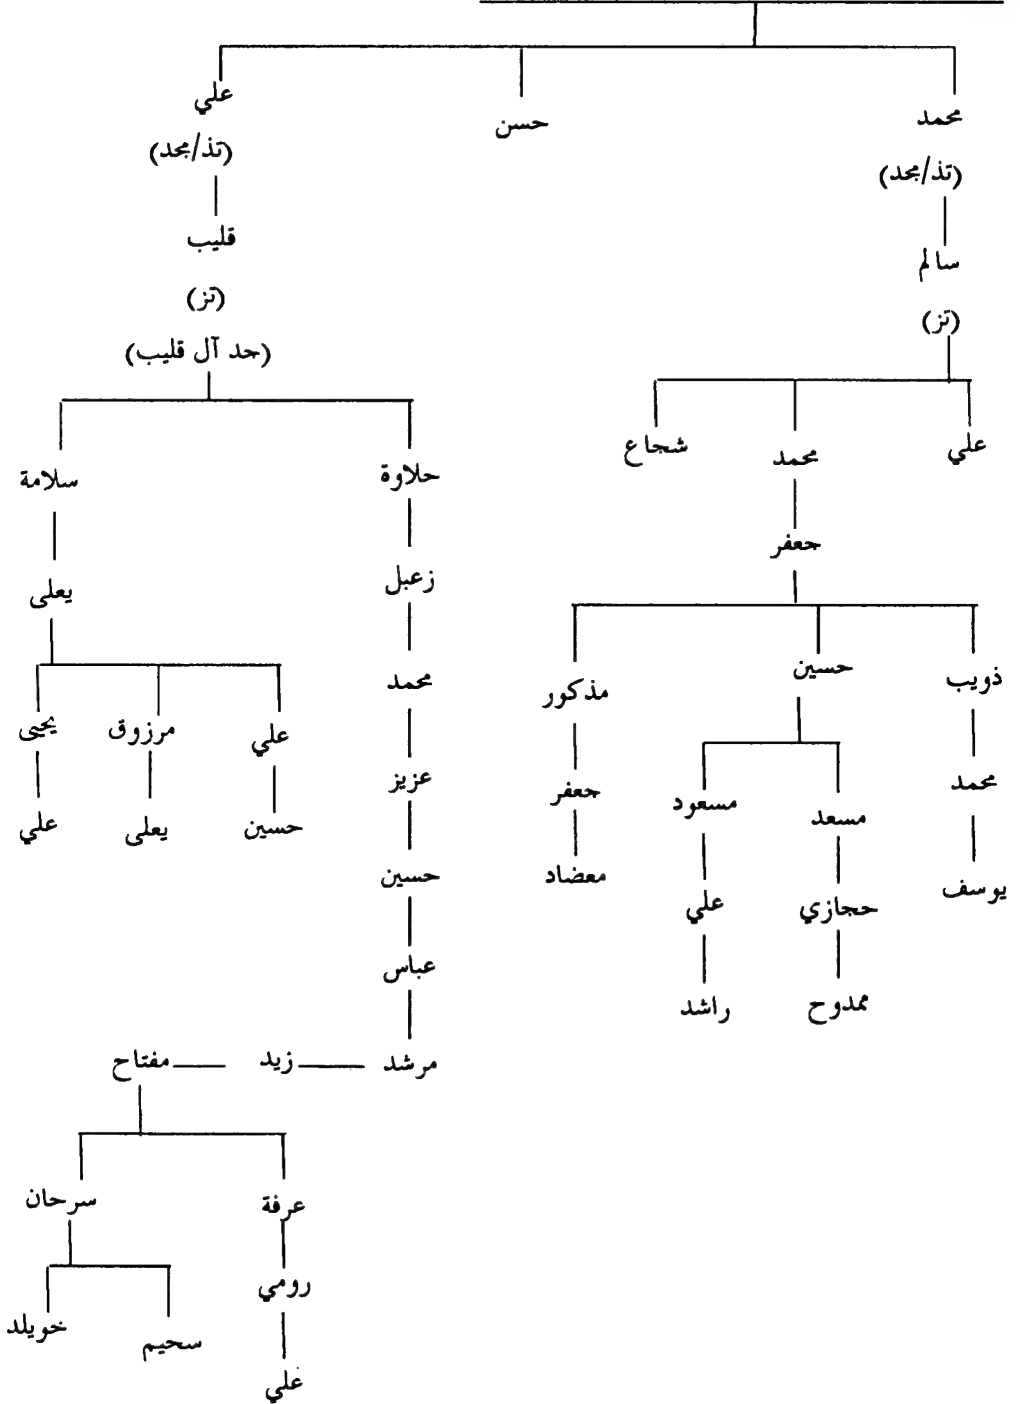 محمد
حسن
علي
(تذ/مجد)
(تذ/مجد)
سالم
قليب
(تز)
(تز)
(حد آل قليب)
علي
محمد
شجاع
حلاوة
سلامة
جعفر
زعبل
يعلى
ذويب
حسين
مذكور
محمد
علي
مرزوق
يحيى
محمد
مسعد
مسعود
جعفر
عزيز
حسين
يعلى
علي
يوسف
حجازي
علي
معضاد
حسين
ممدوح
راشد
عباس
مرشد زيد مفتاح
عرفة
سرحان
رومي
سحيم
خويلد
علي